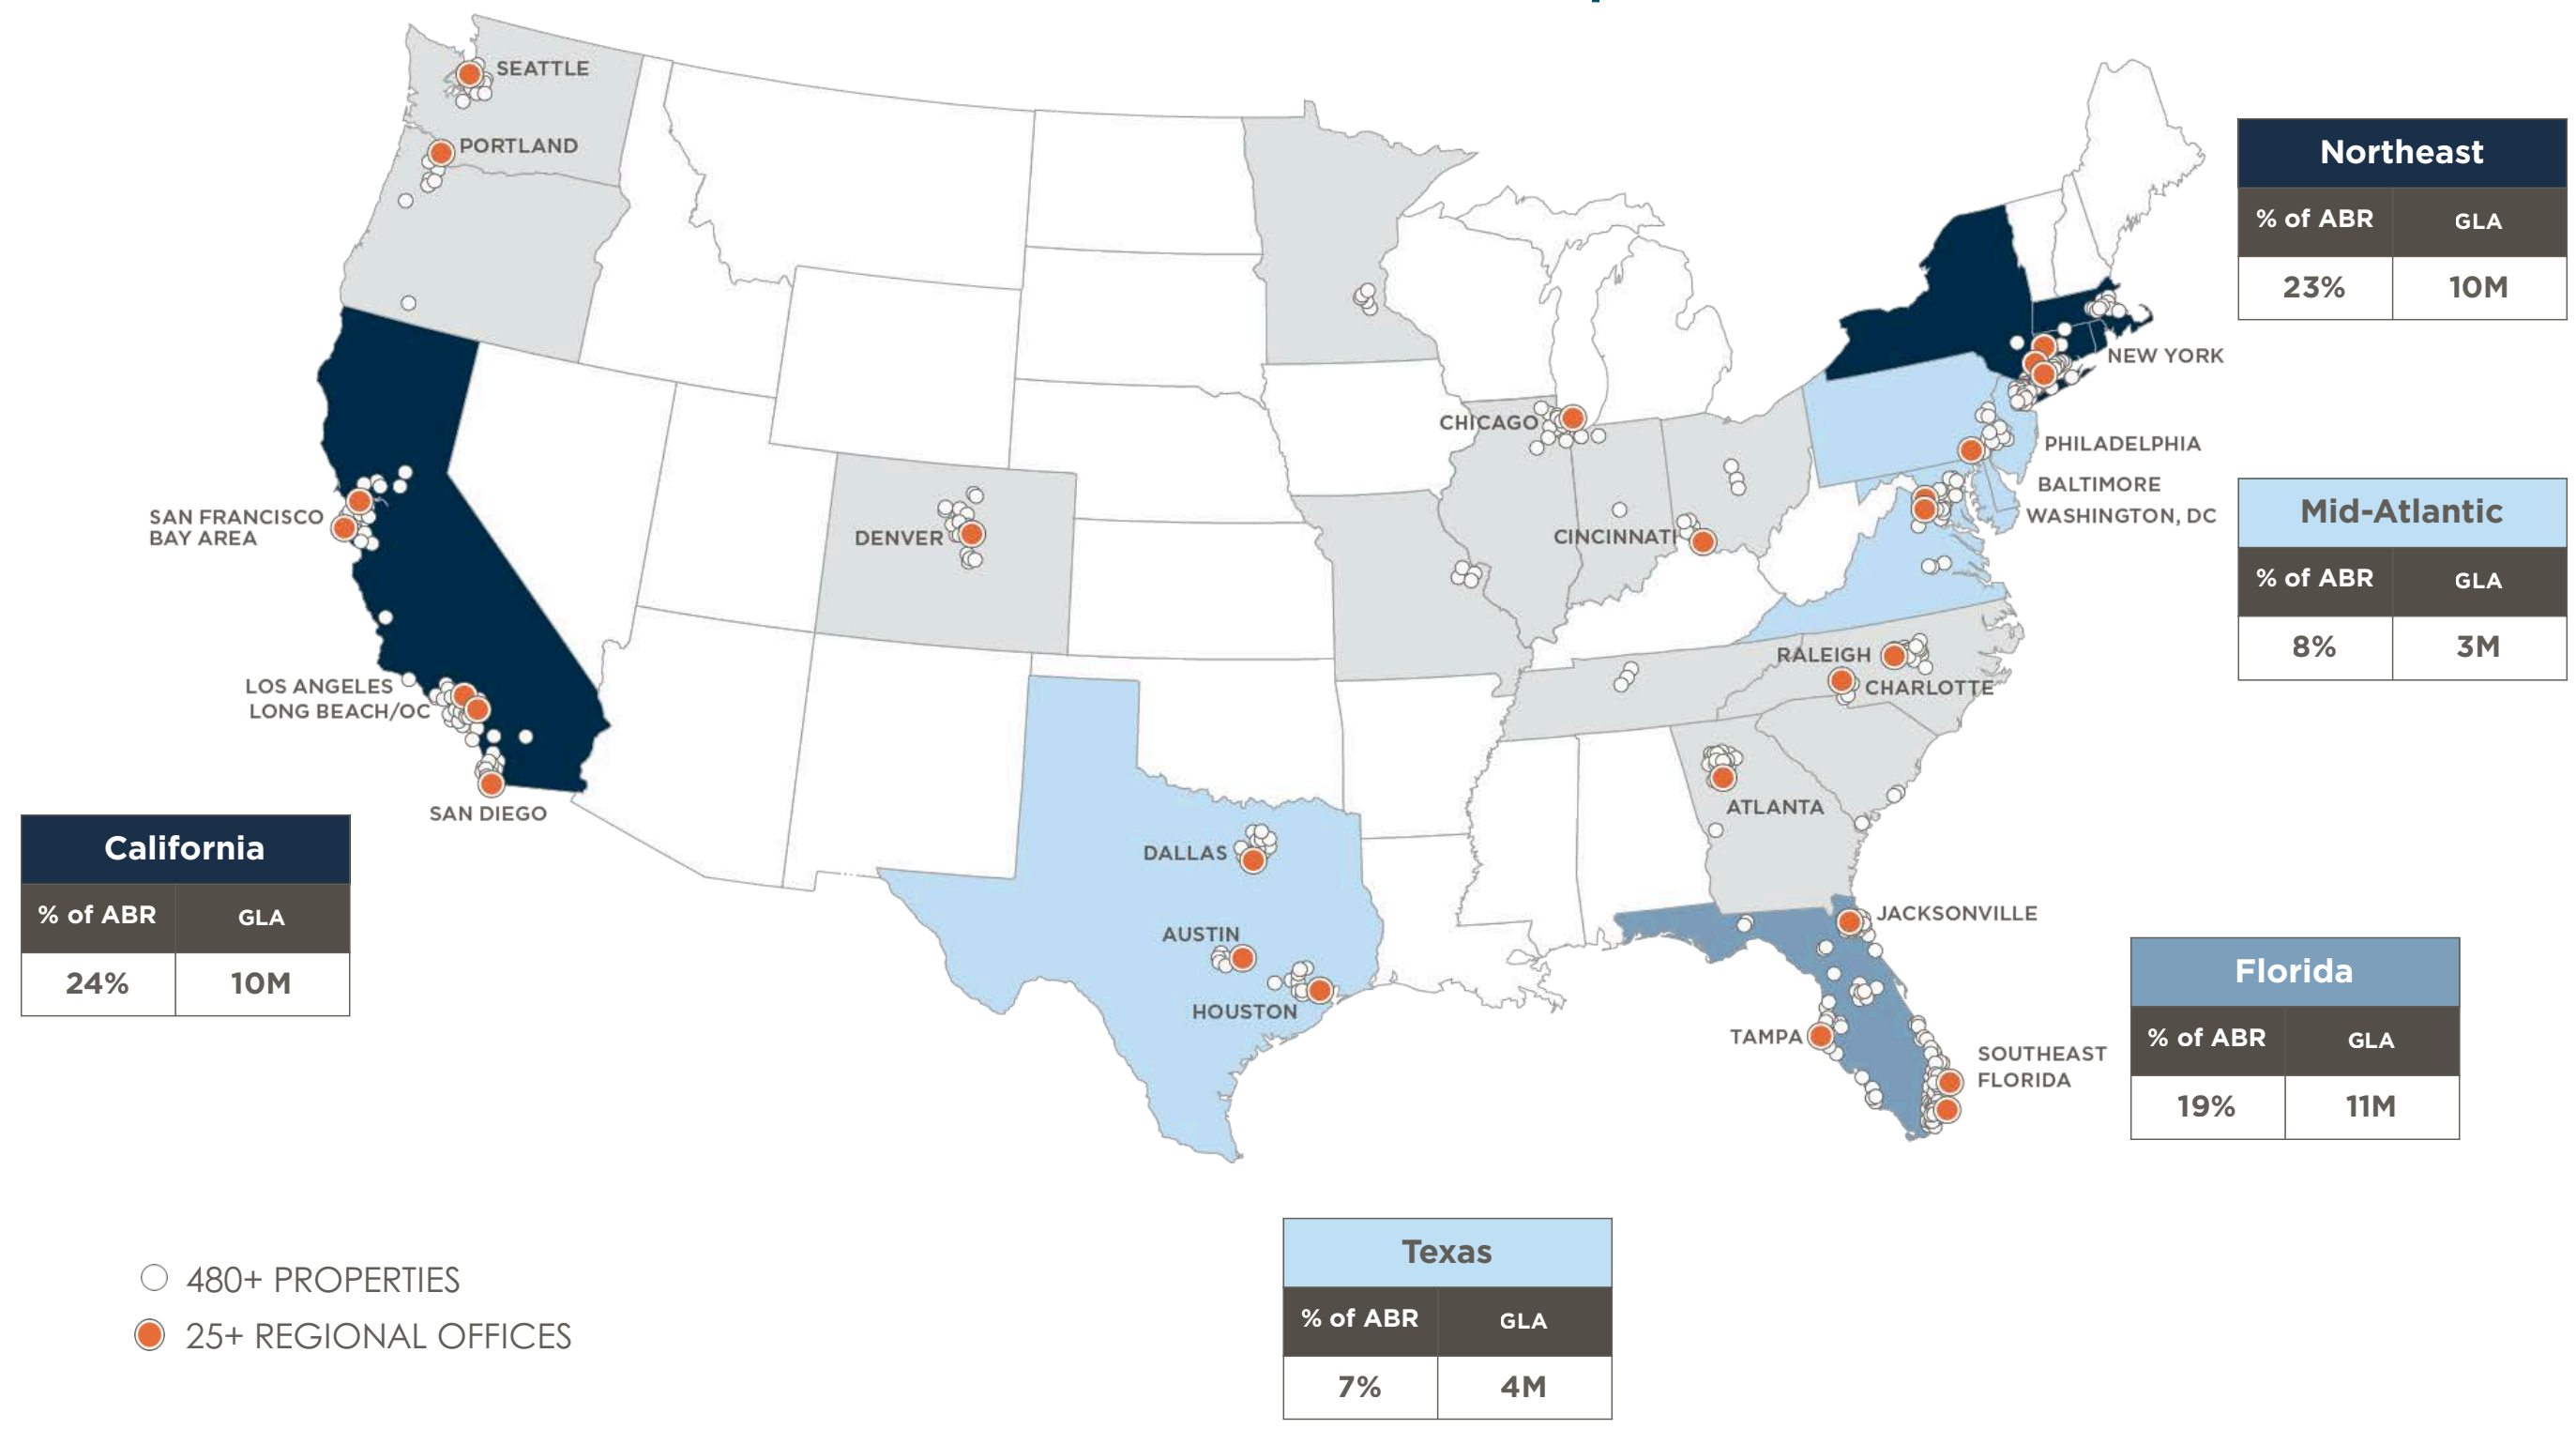 SEATTLE
PORTLAND
SAN FRANCISCO
BAY AREA
LOS ANGELES
LONG BEACH/OC
SAN DIEGO
DENVER
CHICAGO
CINCINNATI
NEW YORK
PHILADELPHIA
BALTIMORE
WASHINGTON, DC
RALEIGH
CHARLOTTE
ATLANTA
DALLAS
AUSTIN
HOUSTON
JACKSONVILLE
TAMPA
SOUTHEAST
FLORIDA
Northeast
% of ABR GLA
23% 10M
Mid-Atlantic
% of ABR GLA
8% 3M
California
% of ABR GLA
24% 10M
Florida
% of ABR GLA
19% 11M
Texas
% of ABR GLA
7% 4M
480+ PROPERTIES
25+ REGIONAL OFFICES